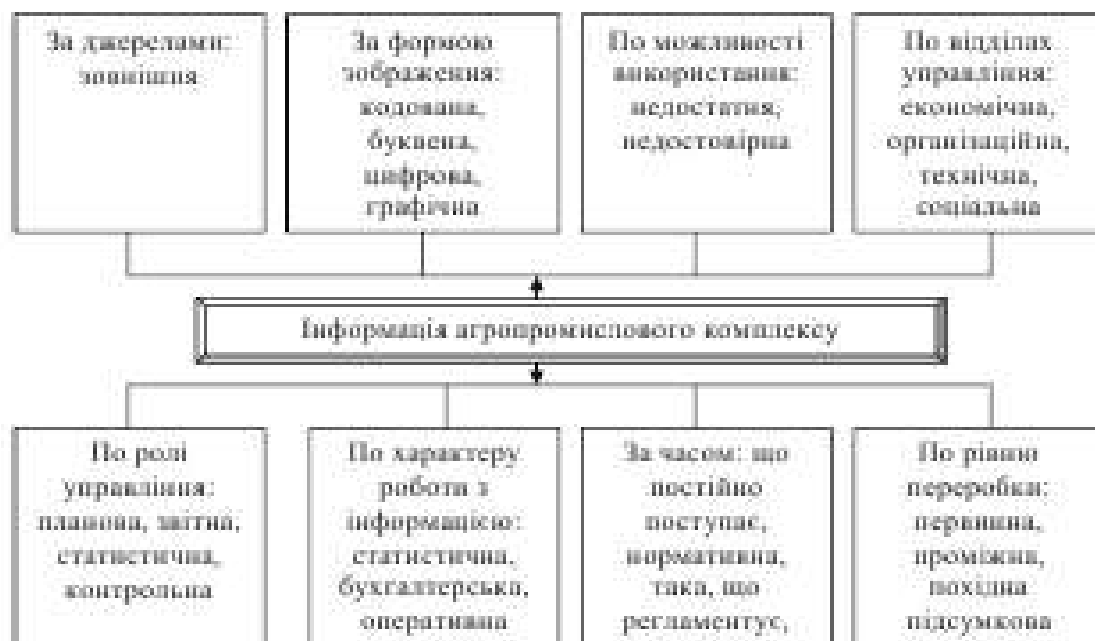 За джерелами:
зовнішня
За формою
зображення:
кодована,
буквена,
цифрова,
графічна
По можливості
використання:
недостатня,
недостовірна
По відділах
управління:
економічна,
організаційна,
технічна,
соціальна
Інформація агропромислового комплексу
По ролі
управління:
планова, звітна,
статистична,
контрольна
По характеру
роботи з
інформацією:
статистична,
бухгалтерська,
оперативна
За часом: що
постійно
поступає,
нормативна,
така, що
регламентує,
По рівню
переробки:
первинна,
проміжна,
похідна
підсумкова